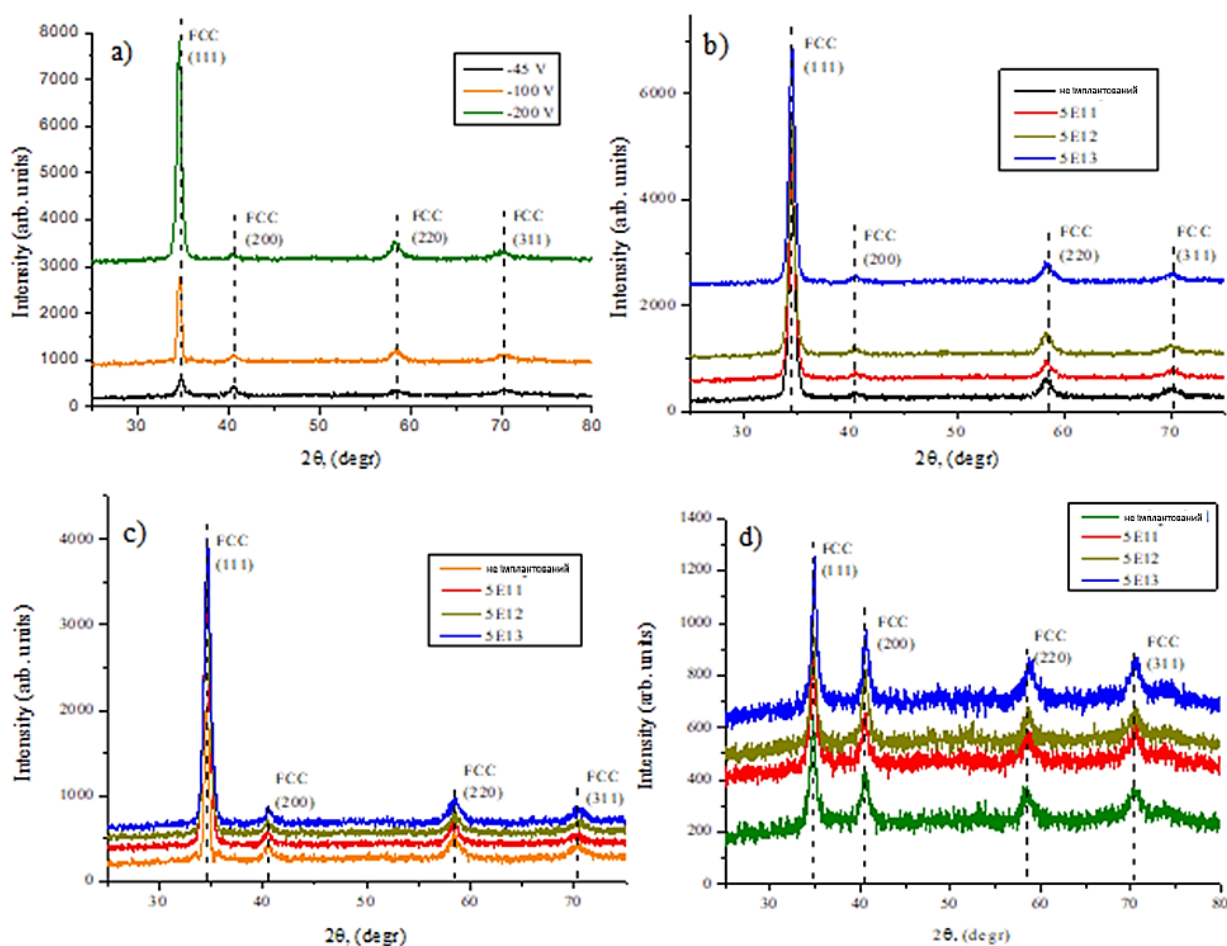 a)
FCC
(111)
-45 V
-100 V
-200 V
FCC
(200)
FCC
(220)
FCC
(311)
8000
7000
6000
5000
4000
3000
2000
1000
0
30
40
50
60
70
80
Intensity (arb. units)
2θ, (degr)
b)
FCC
(111)
не імплантований
5E11
5E12
5E13
FCC
(200)
FCC
(220)
FCC
(311)
6000
4000
2000
0
30
40
50
60
70
Intensity (arb. units)
2θ, (degr)
c)
FCC
(111)
не імплантований
5E11
5E12
5E13
FCC
(200)
FCC
(220)
FCC
(311)
4000
3000
2000
1000
0
30
40
50
60
70
Intensity (arb. units)
2θ, (degr)
d)
FCC
(111)
не імплантований
5E11
5E12
5E13
FCC
(200)
FCC
(220)
FCC
(311)
1400
1200
1000
800
600
400
200
0
30
40
50
60
70
80
Intensity (arb. units)
2θ, (degr)